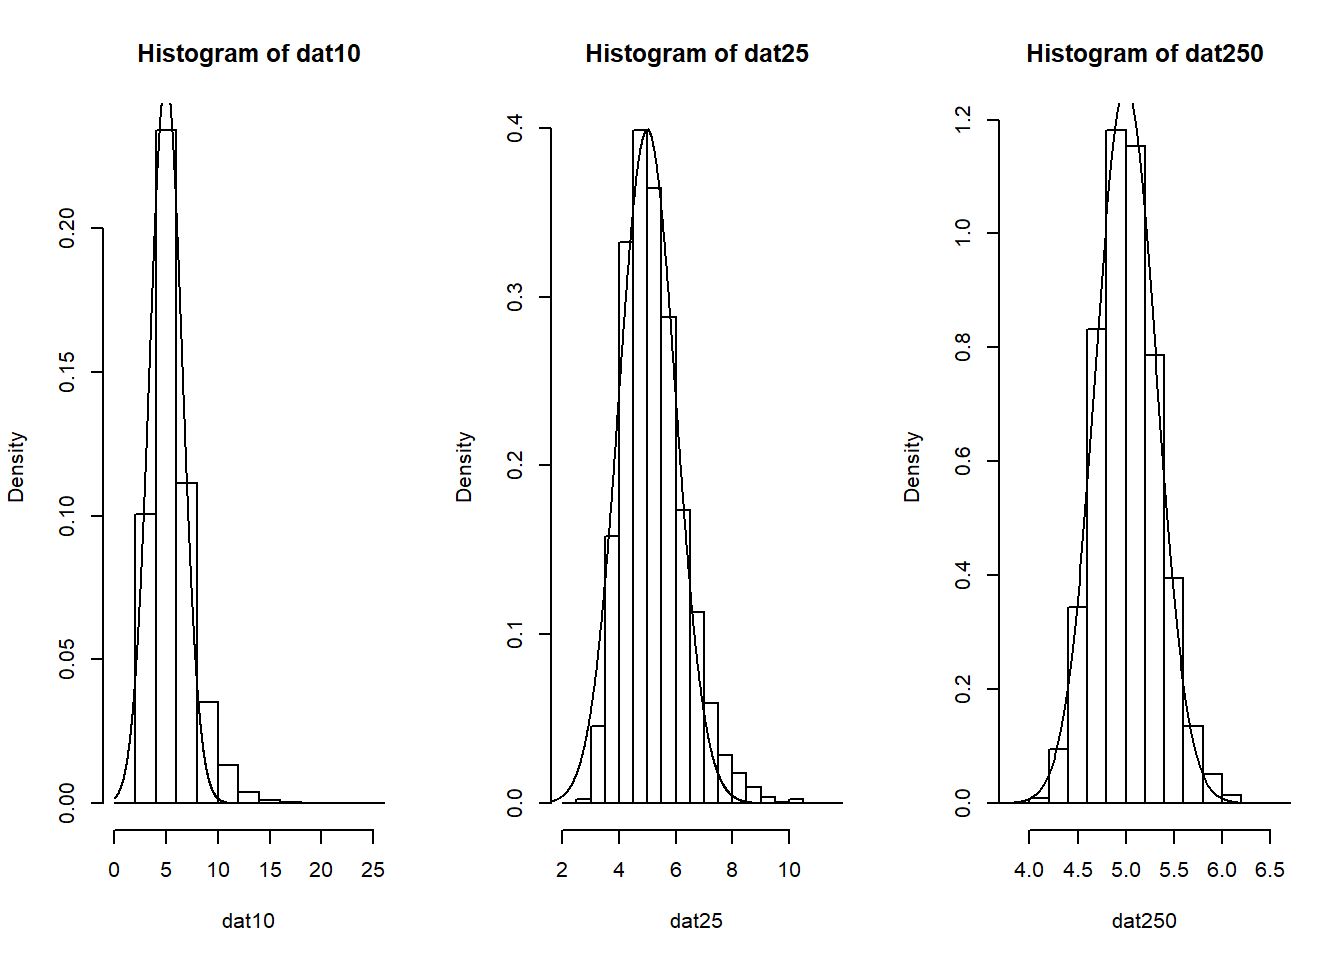 Histogram of dat10
Density
0.00 0.05 0.10 0.15 0.20
0 5 10 15 20 25
dat10
Histogram of dat25
Density
0.0 0.1 0.2 0.3 0.4
2 4 6 8 10
dat25
Histogram of dat250
Density
0.0 0.2 0.4 0.6 0.8 1.0 1.2
4.0 4.5 5.0 5.5 6.0 6.5
dat250